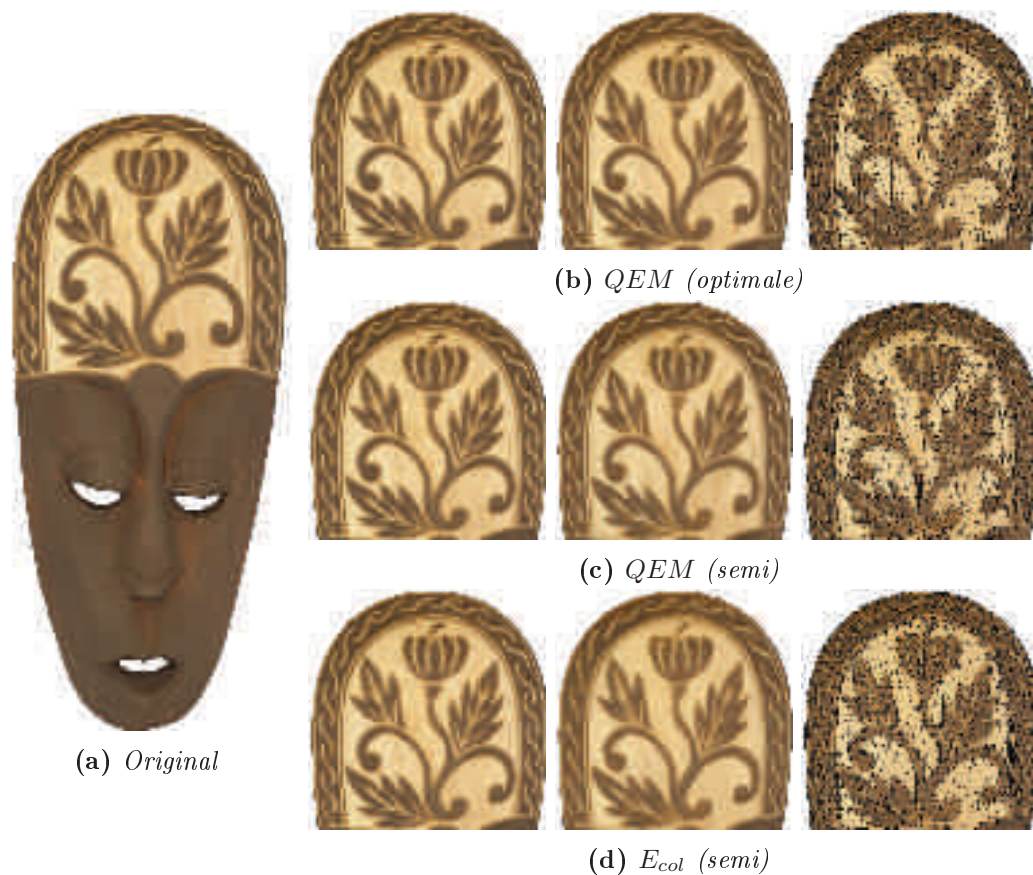 (a) Original
(b) QEM (optimale)
(c) QEM (semi)
(d) E_col (semi)